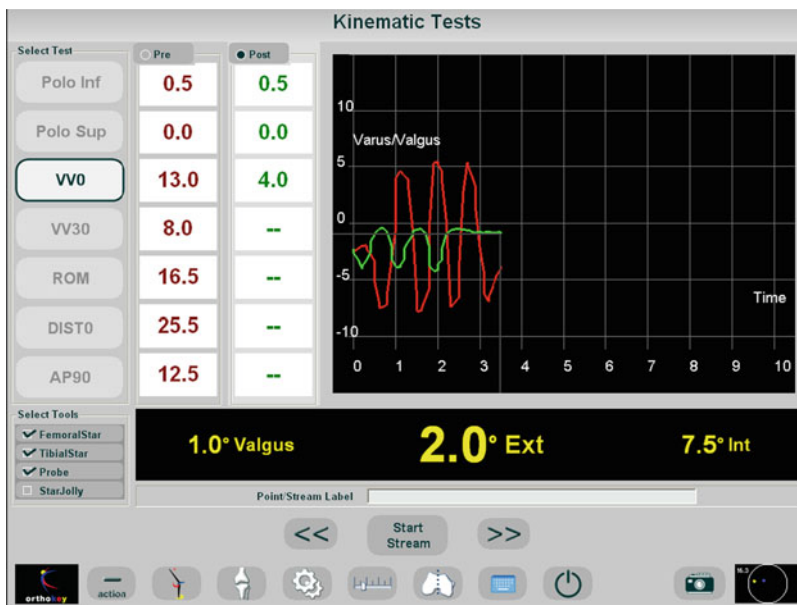 Kinematic Tests
Select Test
Pre
Post
Polo Inf 0.5 0.5
Polo Sup 0.0 0.0
VV0 13.0 4.0
VV30 8.0 --
ROM 16.5 --
DIST0 25.5 --
AP90 12.5 --
10
Varus/Valgus
5
0
-5
Time
-10
0 1 2 3 4 5 6 7 8 9 10
Select Tools
FemoralStar
TibialStar
Probe
StarJolly
1.0° Valgus 2.0° Ext 7.5° Int
Point/Stream Label
<< Start Stream >>
orthokey
action
16.3